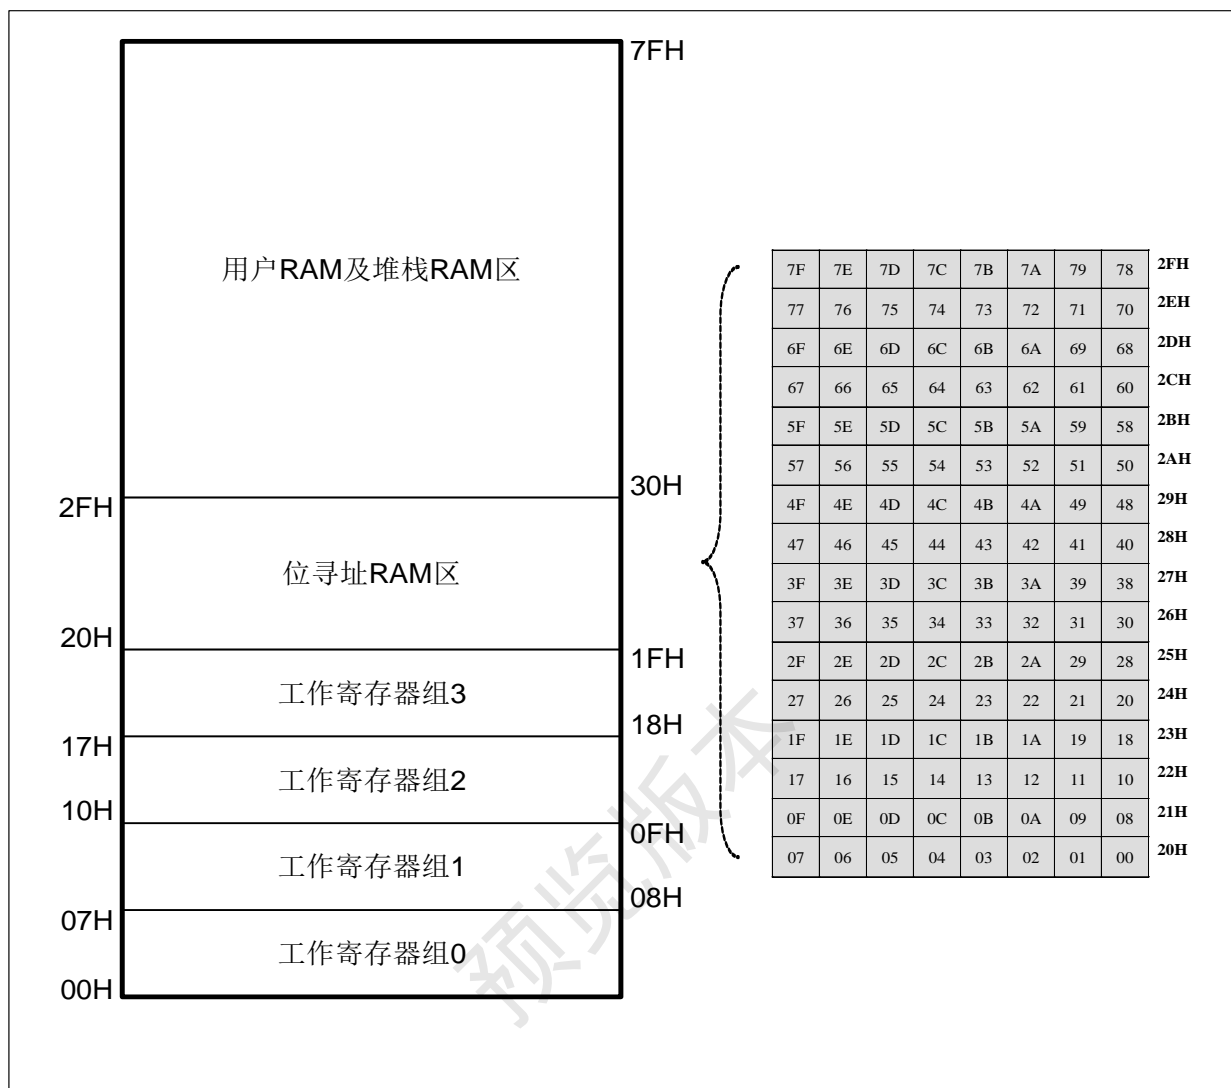 7FH
用户RAM及堆栈RAM区
30H
2FH
位寻址RAM区
20H
1FH
工作寄存器组3
18H
17H
工作寄存器组2
10H
0FH
工作寄存器组1
08H
07H
工作寄存器组0
00H
7F 7E 7D 7C 7B 7A 79 78 2FH
77 76 75 74 73 72 71 70 2EH
6F 6E 6D 6C 6B 6A 69 68 2DH
67 66 65 64 63 62 61 60 2CH
5F 5E 5D 5C 5B 5A 59 58 2BH
57 56 55 54 53 52 51 50 2AH
4F 4E 4D 4C 4B 4A 49 48 29H
47 46 45 44 43 42 41 40 28H
3F 3E 3D 3C 3B 3A 39 38 27H
37 36 35 34 33 32 31 30 26H
2F 2E 2D 2C 2B 2A 29 28 25H
27 26 25 24 23 22 21 20 24H
1F 1E 1D 1C 1B 1A 19 18 23H
17 16 15 14 13 12 11 10 22H
0F 0E 0D 0C 0B 0A 09 08 21H
07 06 05 04 03 02 01 00 20H
预览版本